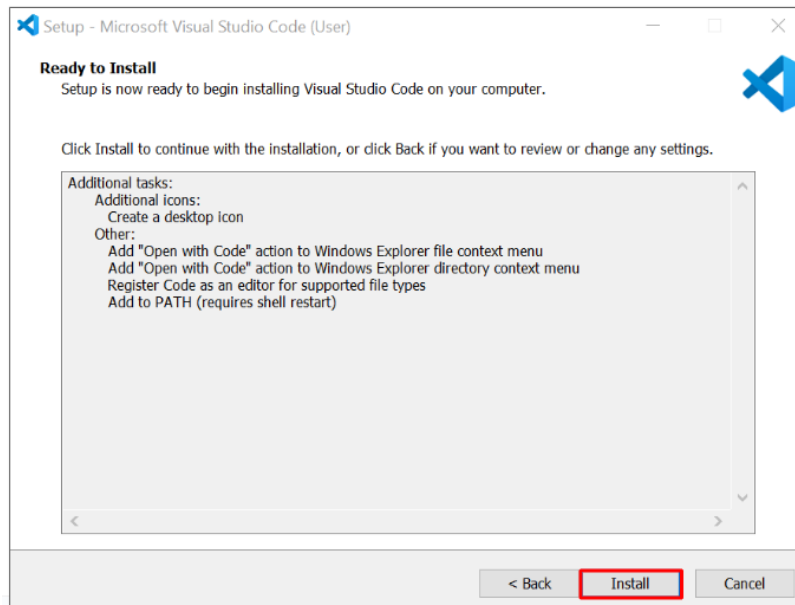 Setup - Microsoft Visual Studio Code (User)
Ready to Install
Setup is now ready to begin installing Visual Studio Code on your computer.
Click Install to continue with the installation, or click Back if you want to review or change any settings.
Additional tasks:
Additional icons:
Create a desktop icon
Other:
Add "Open with Code" action to Windows Explorer file context menu
Add "Open with Code" action to Windows Explorer directory context menu
Register Code as an editor for supported file types
Add to PATH (requires shell restart)
< Back Install Cancel